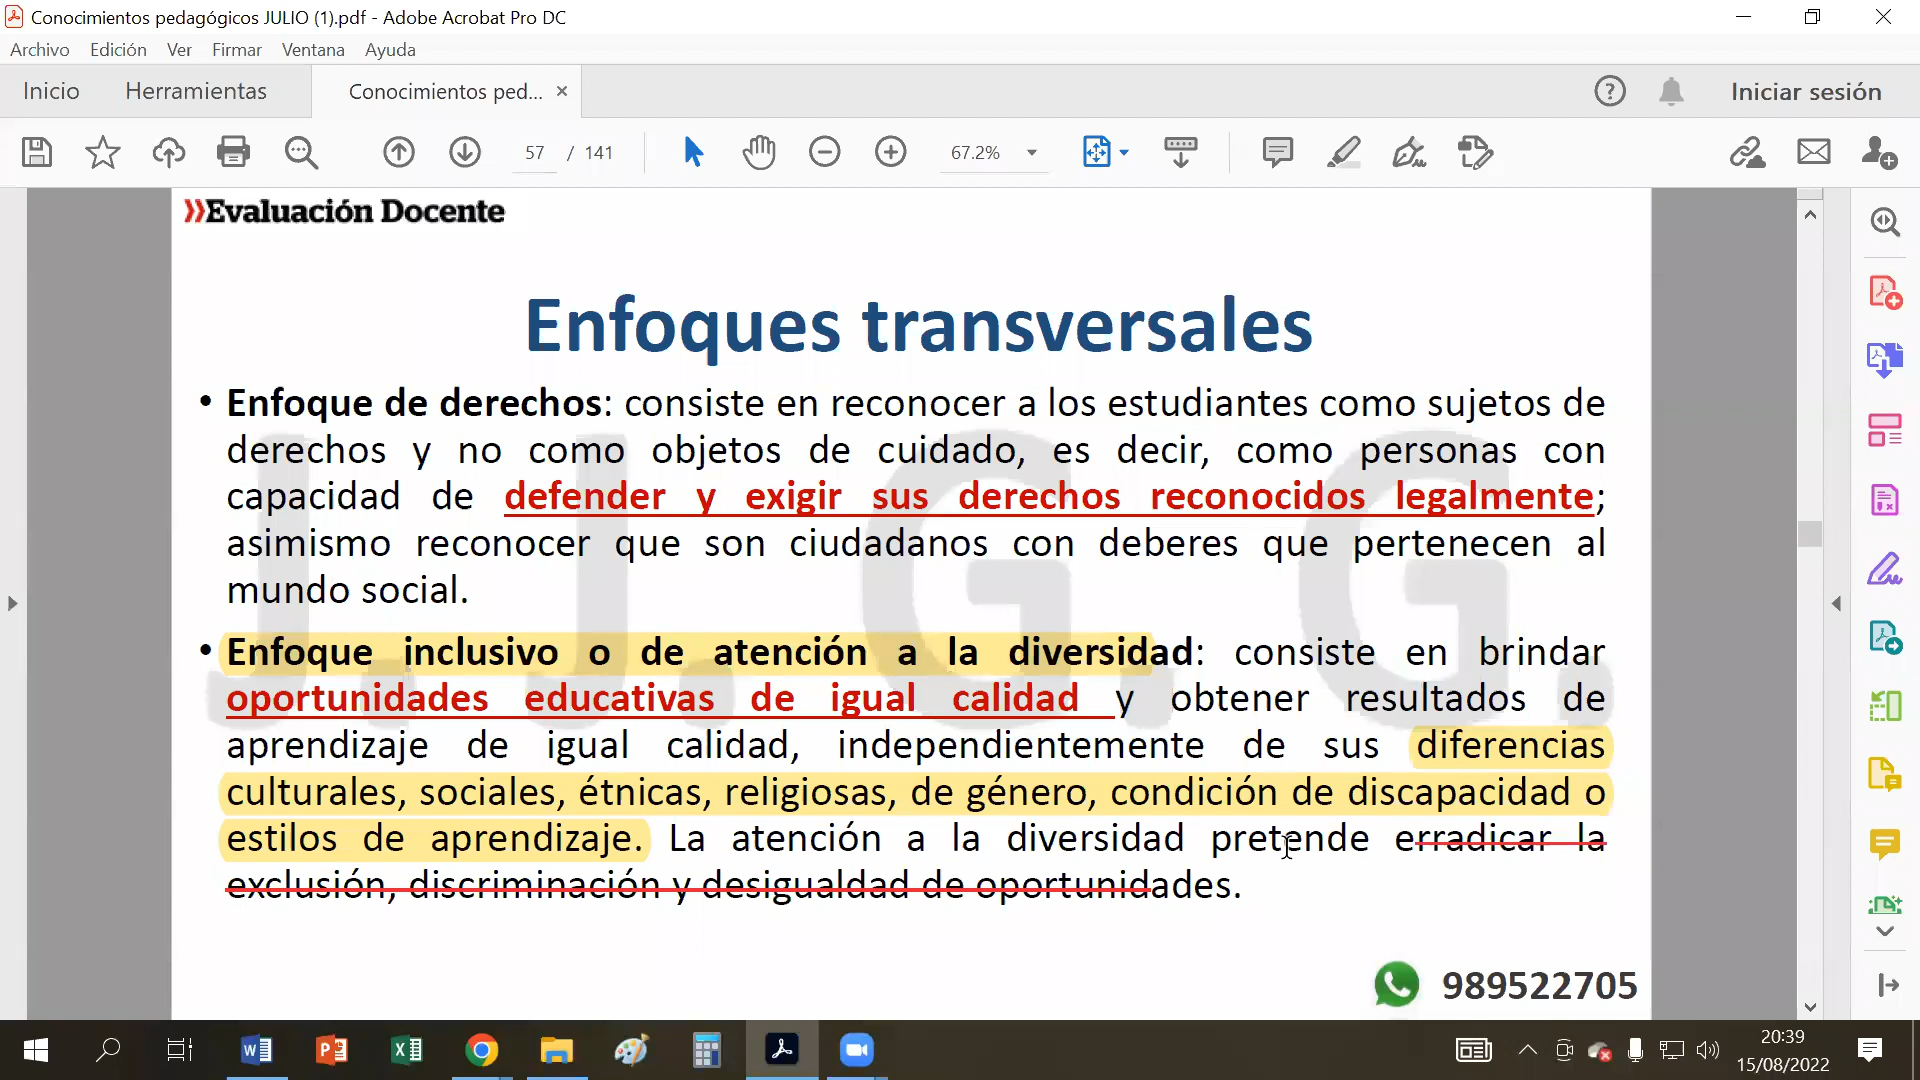 Conocimientos pedagógicos JULIO (1).pdf - Adobe Acrobat Pro DC
Archivo Edición Ver Firmar Ventana Ayuda
Inicio Herramientas Conocimientos ped... × Iniciar sesión
57 / 141 67.2%
»Evaluación Docente
Enfoques transversales
• Enfoque de derechos: consiste en reconocer a los estudiantes como sujetos de
derechos y no como objetos de cuidado, es decir, como personas con
capacidad de defender y exigir sus derechos reconocidos legalmente;
asimismo reconocer que son ciudadanos con deberes que pertenecen al
mundo social.
• Enfoque inclusivo o de atención a la diversidad: consiste en brindar
oportunidades educativas de igual calidad y obtener resultados de
aprendizaje de igual calidad, independientemente de sus diferencias
culturales, sociales, étnicas, religiosas, de género, condición de discapacidad o
estilos de aprendizaje. La atención a la diversidad pretende erradicar la
exclusión, discriminación y desigualdad de oportunidades.
J. J. G. G.
989522705
20:39
15/08/2022